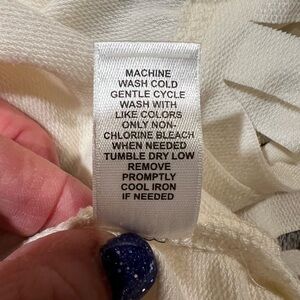 MACHINE
WASH COLD
GENTLE CYCLE
WASH WITH
LIKE COLORS
ONLY NON-
CHLORINE BLEACH
WHEN NEEDED
TUMBLE DRY LOW
REMOVE
PROMPTLY
COOL IRON
IF NEEDED